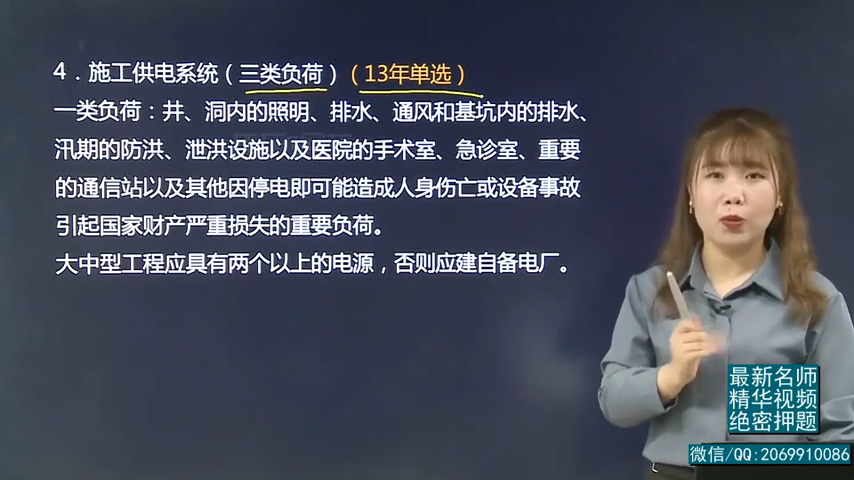 4．施工供电系统（三类负荷）（13年单选）
一类负荷：井、洞内的照明、排水、通风和基坑内的排水、
汛期的防洪、泄洪设施以及医院的手术室、急诊室、重要
的通信站以及其他因停电即可能造成人身伤亡或设备事故
引起国家财产严重损失的重要负荷。
大中型工程应具有两个以上的电源，否则应建自备电厂。
最新名师
精华视频
绝密押题
微信/QQ:2069910086